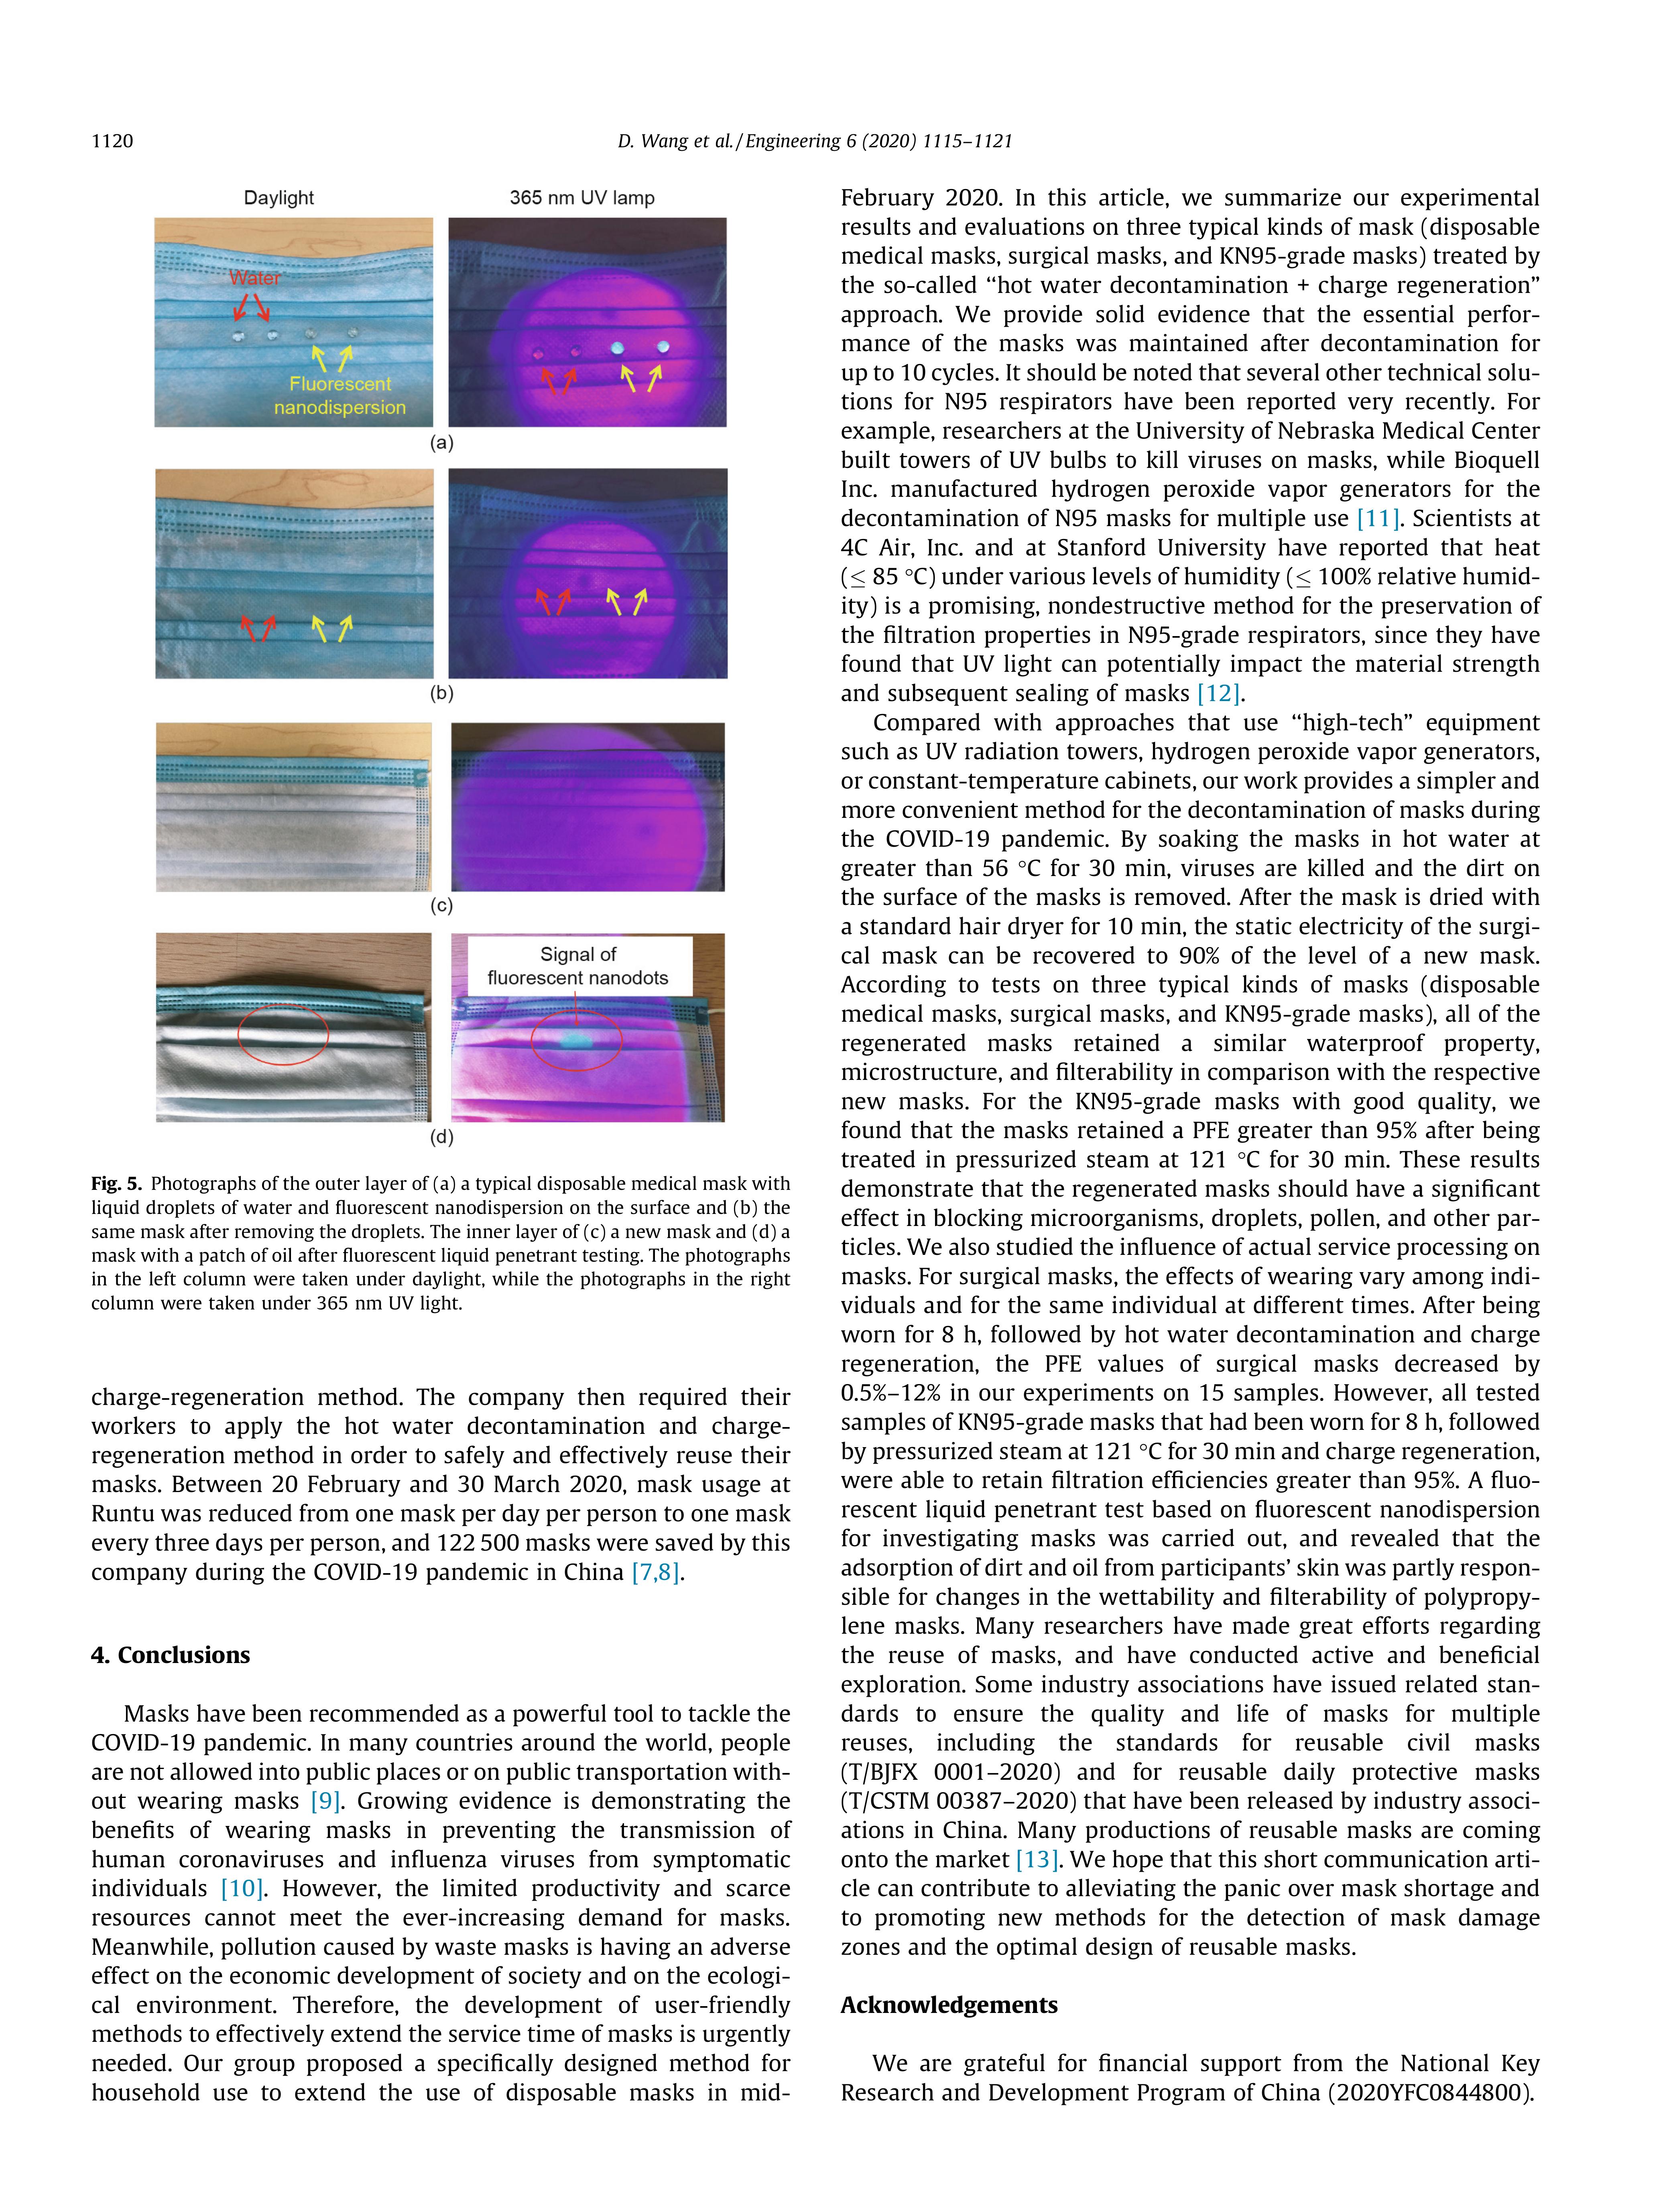 1120
D. Wang et al. / Engineering 6 (2020) 1115–1121
Daylight
365 nm UV lamp
Water
Fluorescent
nanodispersion
(a)
(b)
(c)
Signal of
fluorescent nanodots
(d)
Fig. 5. Photographs of the outer layer of (a) a typical disposable medical mask with
liquid droplets of water and fluorescent nanodispersion on the surface and (b) the
same mask after removing the droplets. The inner layer of (c) a new mask and (d) a
mask with a patch of oil after fluorescent liquid penetrant testing. The photographs
in the left column were taken under daylight, while the photographs in the right
column were taken under 365 nm UV light.
charge-regeneration method. The company then required their
workers to apply the hot water decontamination and charge-
regeneration method in order to safely and effectively reuse their
masks. Between 20 February and 30 March 2020, mask usage at
Runtu was reduced from one mask per day per person to one mask
every three days per person, and 122 500 masks were saved by this
company during the COVID-19 pandemic in China [7,8].
4. Conclusions
Masks have been recommended as a powerful tool to tackle the
COVID-19 pandemic. In many countries around the world, people
are not allowed into public places or on public transportation with-
out wearing masks [9]. Growing evidence is demonstrating the
benefits of wearing masks in preventing the transmission of
human coronaviruses and influenza viruses from symptomatic
individuals [10]. However, the limited productivity and scarce
resources cannot meet the ever-increasing demand for masks.
Meanwhile, pollution caused by waste masks is having an adverse
effect on the economic development of society and on the ecologi-
cal environment. Therefore, the development of user-friendly
methods to effectively extend the service time of masks is urgently
needed. Our group proposed a specifically designed method for
household use to extend the use of disposable masks in mid-
February 2020. In this article, we summarize our experimental
results and evaluations on three typical kinds of mask (disposable
medical masks, surgical masks, and KN95-grade masks) treated by
the so-called “hot water decontamination + charge regeneration”
approach. We provide solid evidence that the essential perfor-
mance of the masks was maintained after decontamination for
up to 10 cycles. It should be noted that several other technical solu-
tions for N95 respirators have been reported very recently. For
example, researchers at the University of Nebraska Medical Center
built towers of UV bulbs to kill viruses on masks, while Bioquell
Inc. manufactured hydrogen peroxide vapor generators for the
decontamination of N95 masks for multiple use [11]. Scientists at
4C Air, Inc. and at Stanford University have reported that heat
(≤ 85 °C) under various levels of humidity (≤ 100% relative humid-
ity) is a promising, nondestructive method for the preservation of
the filtration properties in N95-grade respirators, since they have
found that UV light can potentially impact the material strength
and subsequent sealing of masks [12].
Compared with approaches that use “high-tech” equipment
such as UV radiation towers, hydrogen peroxide vapor generators,
or constant-temperature cabinets, our work provides a simpler and
more convenient method for the decontamination of masks during
the COVID-19 pandemic. By soaking the masks in hot water at
greater than 56 °C for 30 min, viruses are killed and the dirt on
the surface of the masks is removed. After the mask is dried with
a standard hair dryer for 10 min, the static electricity of the surgi-
cal mask can be recovered to 90% of the level of a new mask.
According to tests on three typical kinds of masks (disposable
medical masks, surgical masks, and KN95-grade masks), all of the
regenerated masks retained a similar waterproof property,
microstructure, and filterability in comparison with the respective
new masks. For the KN95-grade masks with good quality, we
found that the masks retained a PFE greater than 95% after being
treated in pressurized steam at 121 °C for 30 min. These results
demonstrate that the regenerated masks should have a significant
effect in blocking microorganisms, droplets, pollen, and other par-
ticles. We also studied the influence of actual service processing on
masks. For surgical masks, the effects of wearing vary among indi-
viduals and for the same individual at different times. After being
worn for 8 h, followed by hot water decontamination and charge
regeneration, the PFE values of surgical masks decreased by
0.5%–12% in our experiments on 15 samples. However, all tested
samples of KN95-grade masks that had been worn for 8 h, followed
by pressurized steam at 121 °C for 30 min and charge regeneration,
were able to retain filtration efficiencies greater than 95%. A fluo-
rescent liquid penetrant test based on fluorescent nanodispersion
for investigating masks was carried out, and revealed that the
adsorption of dirt and oil from participants’ skin was partly respon-
sible for changes in the wettability and filterability of polypropy-
lene masks. Many researchers have made great efforts regarding
the reuse of masks, and have conducted active and beneficial
exploration. Some industry associations have issued related stan-
dards to ensure the quality and life of masks for multiple
reuses, including the standards for reusable civil masks
(T/BJFX 0001–2020) and for reusable daily protective masks
(T/CSTM 00387–2020) that have been released by industry associ-
ations in China. Many productions of reusable masks are coming
onto the market [13]. We hope that this short communication arti-
cle can contribute to alleviating the panic over mask shortage and
to promoting new methods for the detection of mask damage
zones and the optimal design of reusable masks.
Acknowledgements
We are grateful for financial support from the National Key
Research and Development Program of China (2020YFC0844800).